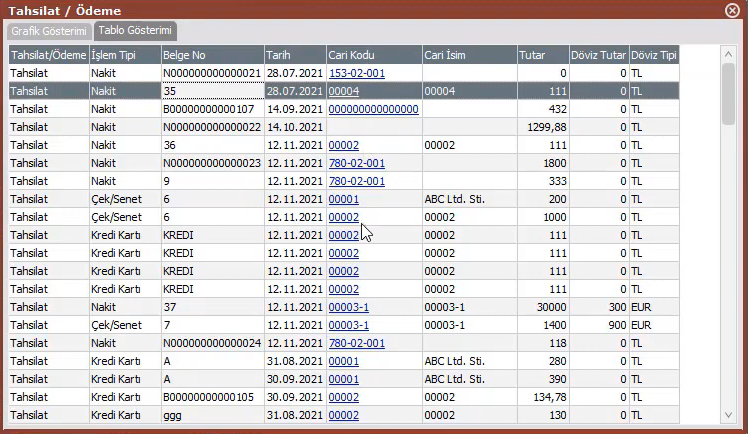 Tahsilat / Ödeme
Grafik Gösterimi Tablo Gösterimi
Tahsilat/Ödeme İşlem Tipi Belge No Tarih Cari Kodu Cari İsim Tutar Döviz Tutar Döviz Tipi
Tahsilat Nakit N00000000000021 28.07.2021 153-02-001 0 0 TL
Tahsilat Nakit 35 28.07.2021 00004 00004 111 0 TL
Tahsilat Nakit B00000000000107 14.09.2021 000000000000000 432 0 TL
Tahsilat Nakit N00000000000022 14.10.2021 1299,88 0 TL
Tahsilat Nakit 36 12.11.2021 00002 00002 111 0 TL
Tahsilat Nakit N00000000000023 12.11.2021 780-02-001 1800 0 TL
Tahsilat Nakit 9 12.11.2021 780-02-001 333 0 TL
Tahsilat Çek/Senet 6 12.11.2021 00001 ABC Ltd. Sti. 200 0 TL
Tahsilat Çek/Senet 6 12.11.2021 00002 00002 1000 0 TL
Tahsilat Kredi Kartı KREDI 12.11.2021 00002 00002 111 0 TL
Tahsilat Kredi Kartı KREDI 12.11.2021 00002 00002 111 0 TL
Tahsilat Kredi Kartı KREDI 12.11.2021 00002 00002 111 0 TL
Tahsilat Kredi Kartı KREDI 12.11.2021 00002 00002 111 0 TL
Tahsilat Nakit 37 12.11.2021 00003-1 00003-1 30000 300 EUR
Tahsilat Çek/Senet 7 12.11.2021 00003-1 00003-1 1400 900 EUR
Tahsilat Nakit N00000000000024 12.11.2021 780-02-001 118 0 TL
Tahsilat Kredi Kartı A 31.08.2021 00001 ABC Ltd. Sti. 280 0 TL
Tahsilat Kredi Kartı A 30.09.2021 00001 ABC Ltd. Sti. 390 0 TL
Tahsilat Kredi Kartı B00000000000105 30.09.2021 00002 00002 134,78 0 TL
Tahsilat Kredi Kartı ggg 31.08.2021 00002 00002 130 0 TL